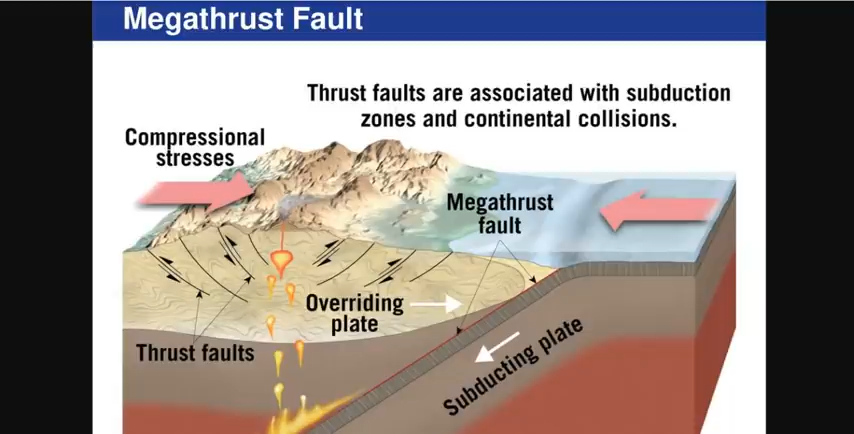 Megathrust Fault
Thrust faults are associated with subduction
zones and continental collisions.
Compressional
stresses
Megathrust
fault
Overriding
plate
Thrust faults
Subducting plate